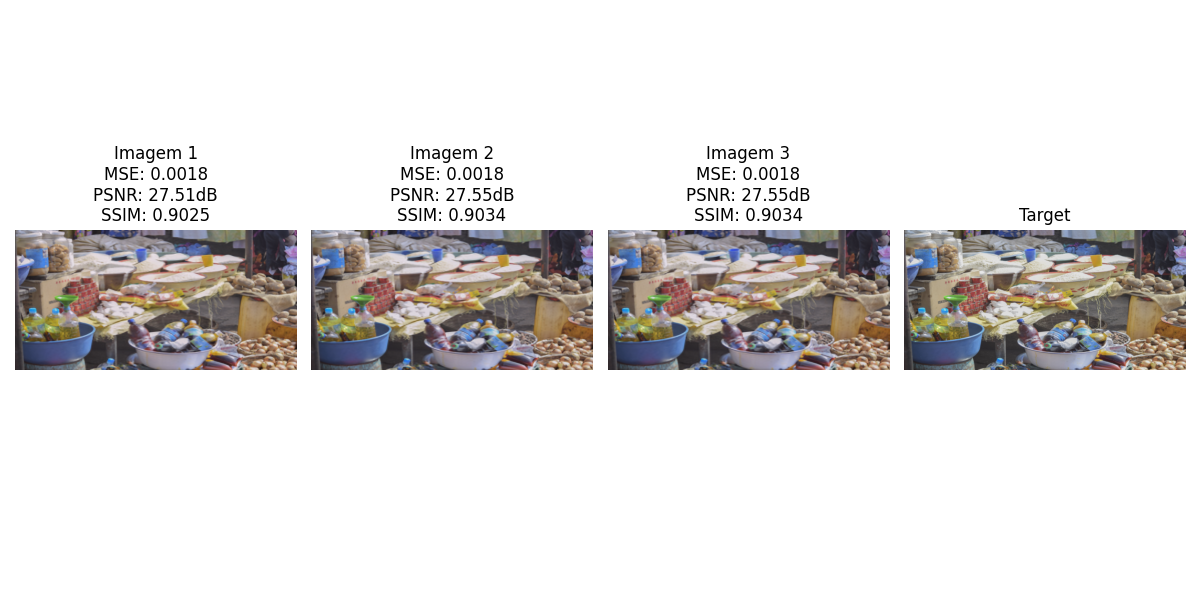 Imagem 1
MSE: 0.0018
PSNR: 27.51dB
SSIM: 0.9025
Imagem 2
MSE: 0.0018
PSNR: 27.55dB
SSIM: 0.9034
Imagem 3
MSE: 0.0018
PSNR: 27.55dB
SSIM: 0.9034
Target